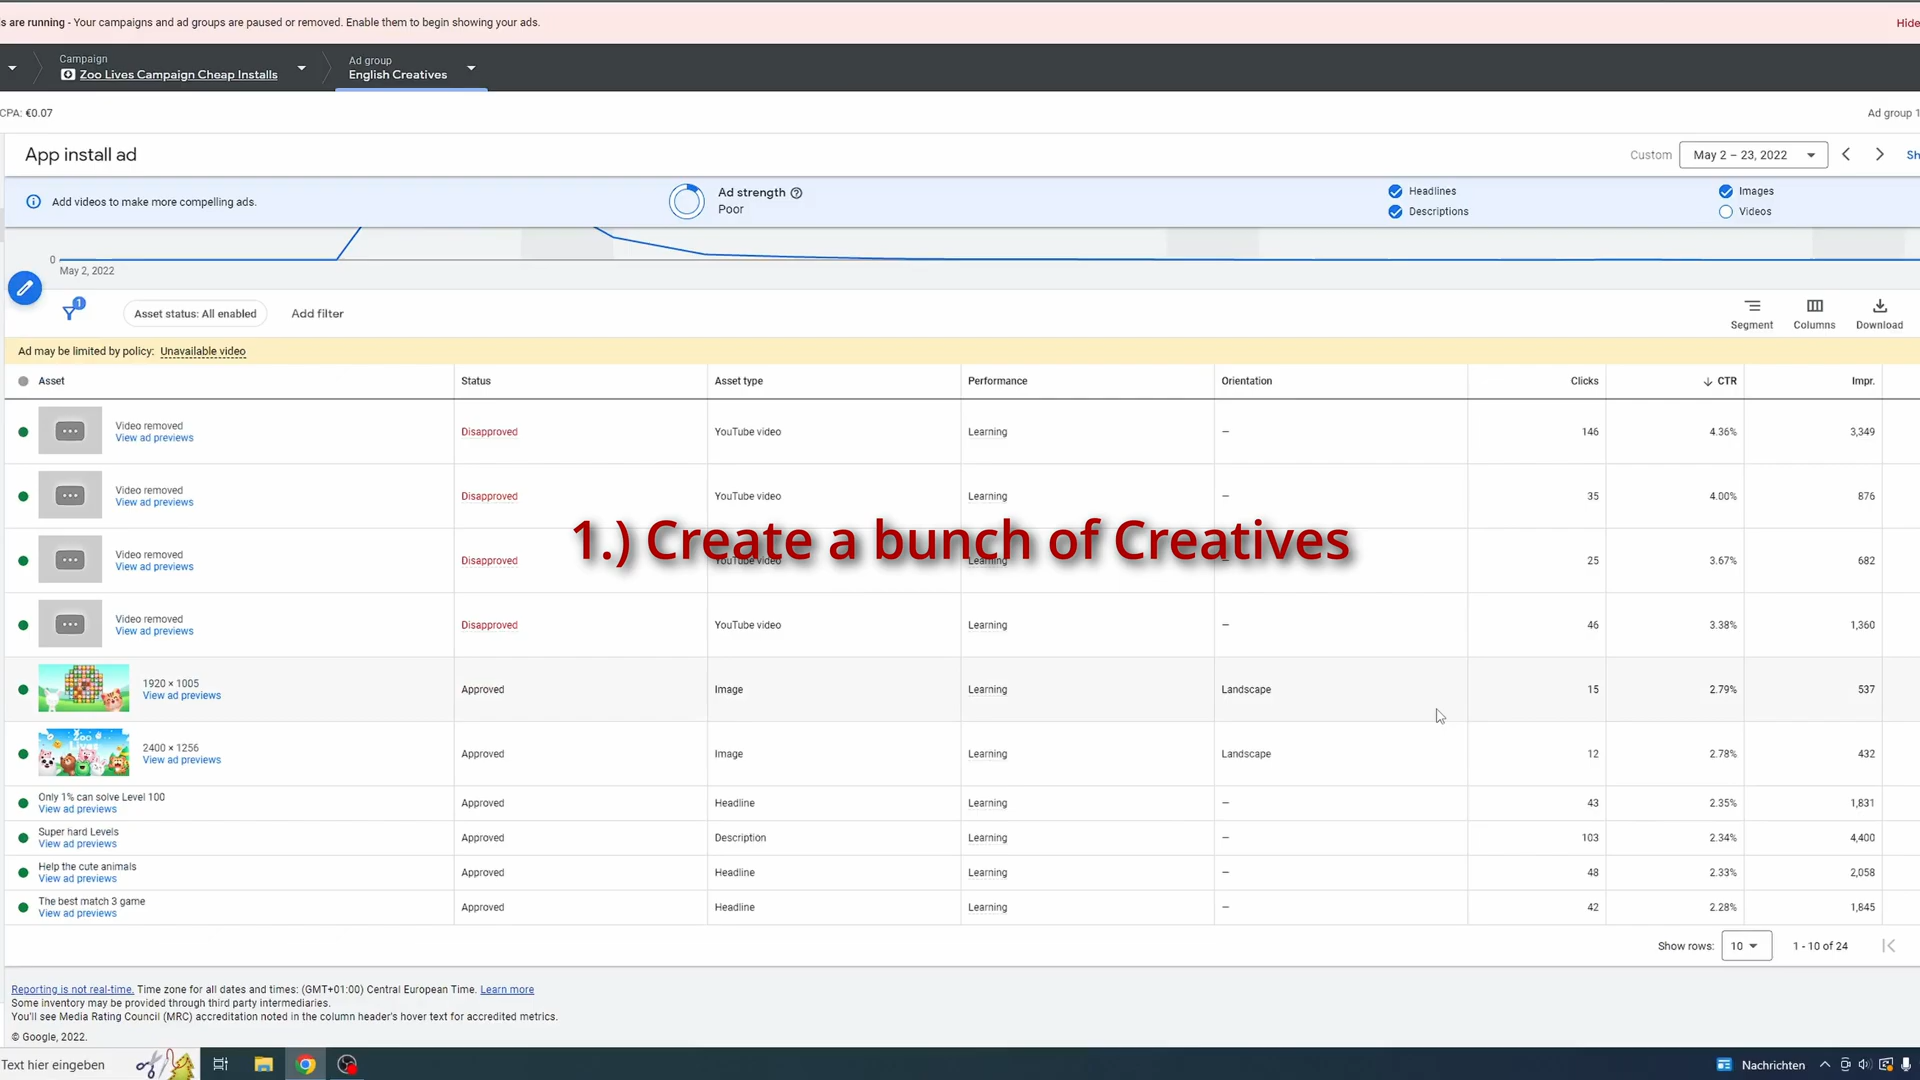 s are running - Your campaigns and ad groups are paused or removed. Enable them to begin showing your ads.
Hide
Campaign
Zoo Lives Campaign Cheap Installs
Ad group
English Creatives
CPA: €0.07
Ad group 1
App install ad
Custom
May 2 – 23, 2022
Sh
Add videos to make more compelling ads.
Ad strength
Poor
Headlines
Descriptions
Images
Videos
0
May 2, 2022
1
Asset status: All enabled
Add filter
Segment
Columns
Download
Ad may be limited by policy: Unavailable video
Asset Status Asset type Performance Orientation Clicks CTR Impr.
Video removed
View ad previews
Disapproved YouTube video Learning – 146 4.36% 3,349
Video removed
View ad previews
Disapproved YouTube video Learning – 35 4.00% 876
1.) Create a bunch of Creatives
Video removed
View ad previews
Disapproved YouTube video Learning – 25 3.67% 682
Video removed
View ad previews
Disapproved YouTube video Learning – 46 3.38% 1,360
1920 × 1005
View ad previews
Approved Image Learning Landscape 15 2.79% 537
Zoo
Lives
2400 × 1256
View ad previews
Approved Image Learning Landscape 12 2.78% 432
Only 1% can solve Level 100
View ad previews
Approved Headline Learning – 43 2.35% 1,831
Super hard Levels
View ad previews
Approved Description Learning – 103 2.34% 4,400
Help the cute animals
View ad previews
Approved Headline Learning – 48 2.33% 2,058
The best match 3 game
View ad previews
Approved Headline Learning – 42 2.28% 1,845
Show rows: 10 1 - 10 of 24
Reporting is not real-time. Time zone for all dates and times: (GMT+01:00) Central European Time. Learn more
Some inventory may be provided through third party intermediaries.
You'll see Media Rating Council (MRC) accreditation noted in the column header's hover text for accredited metrics.
© Google, 2022.
Text hier eingeben
Nachrichten